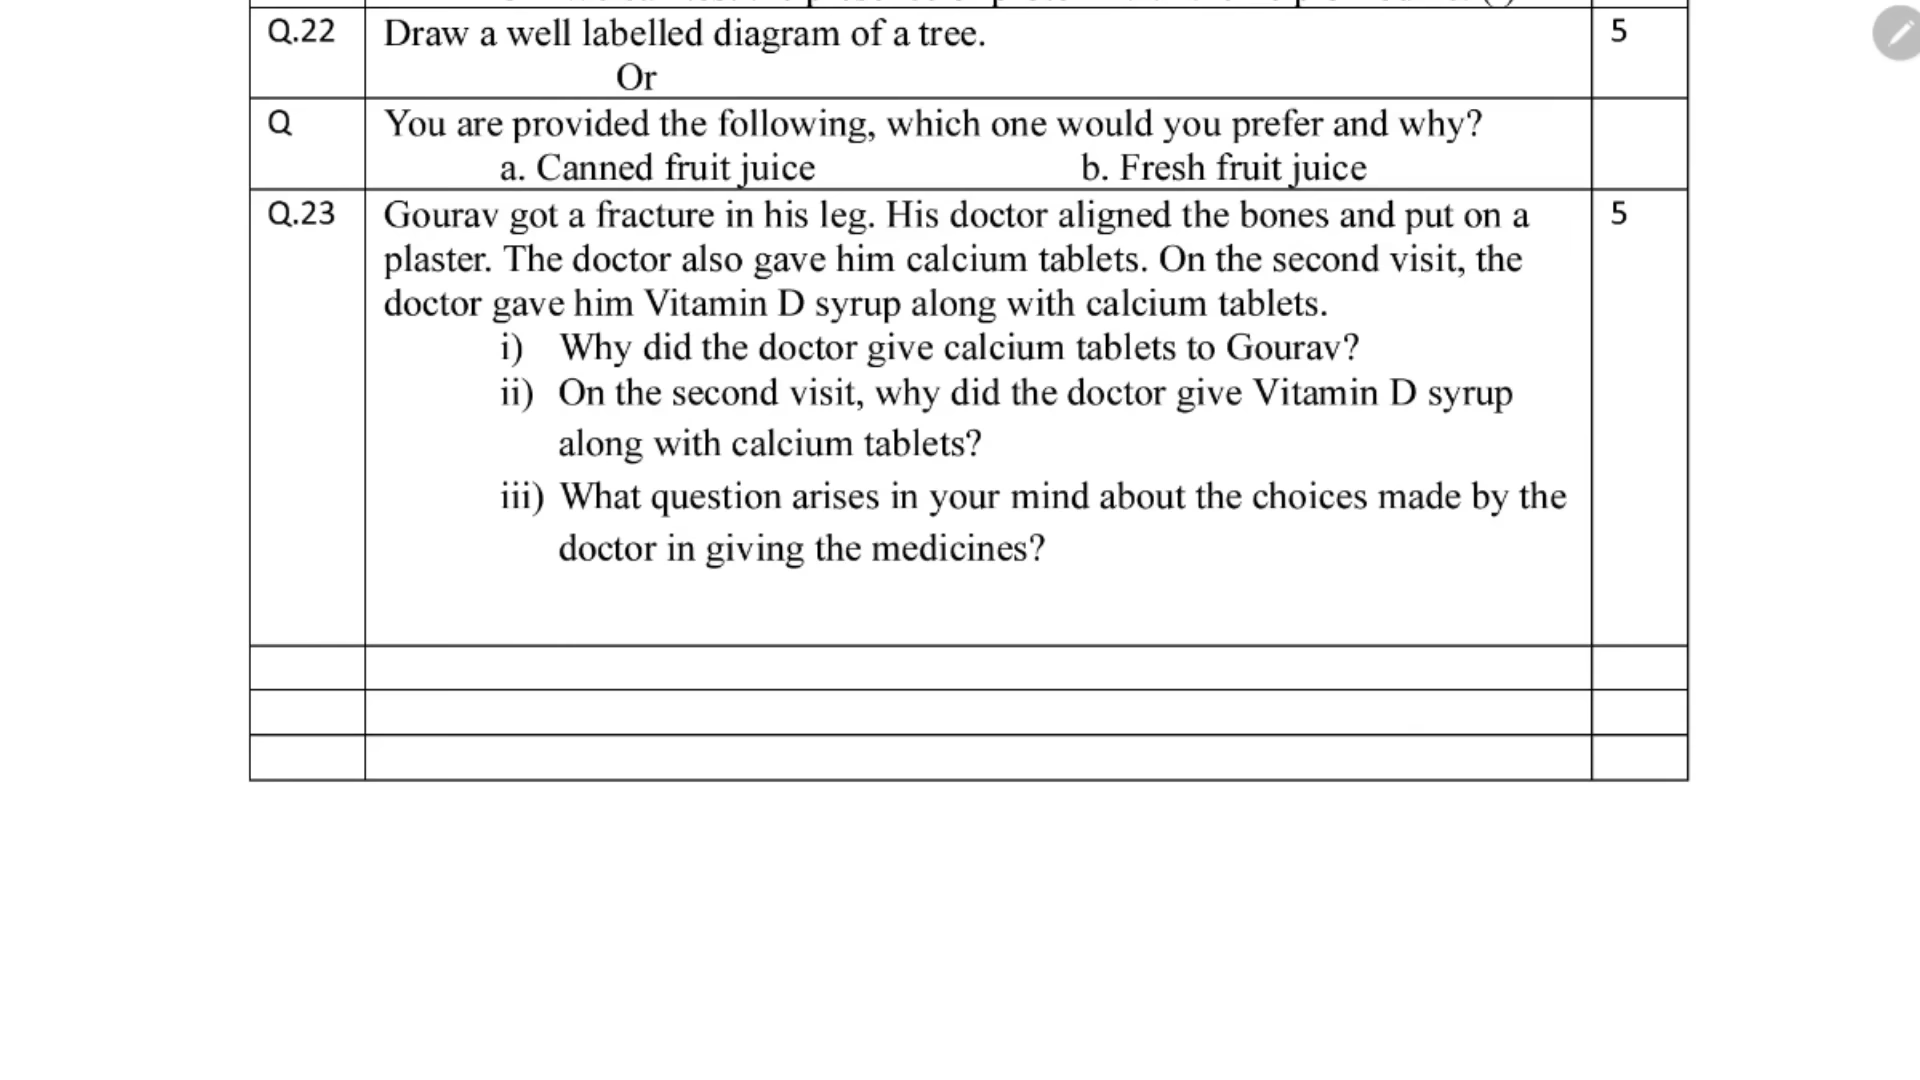 Q.22 Draw a well labelled diagram of a tree. 5
Or
Q You are provided the following, which one would you prefer and why?
a. Canned fruit juice b. Fresh fruit juice
Q.23 Gourav got a fracture in his leg. His doctor aligned the bones and put on a 5
plaster. The doctor also gave him calcium tablets. On the second visit, the
doctor gave him Vitamin D syrup along with calcium tablets.
i) Why did the doctor give calcium tablets to Gourav?
ii) On the second visit, why did the doctor give Vitamin D syrup
along with calcium tablets?
iii) What question arises in your mind about the choices made by the
doctor in giving the medicines?